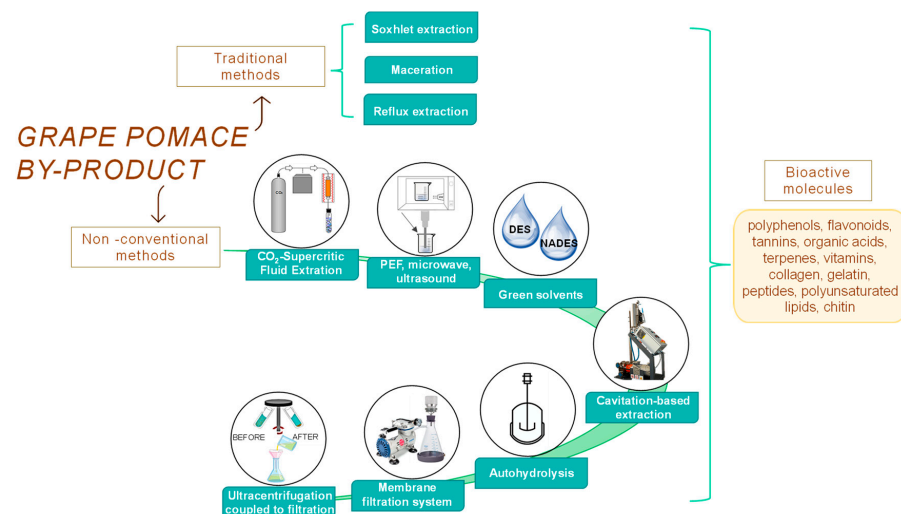 Soxhlet extraction
Traditional
methods
Maceration
Reflux extraction
GRAPE POMACE
BY-PRODUCT
Non -conventional
methods
CO₂
CO₂-Supercritic
Fluid Extration
PEF, microwave,
ultrasound
DES
NADES
Green solvents
Cavitation-based
extraction
Autohydrolysis
Membrane
filtration system
BEFORE
AFTER
Ultracentrifugation
coupled to filtration
Bioactive
molecules
polyphenols, flavonoids,
tannins, organic acids,
terpenes, vitamins,
collagen, gelatin,
peptides, polyunsaturated
lipids, chitin